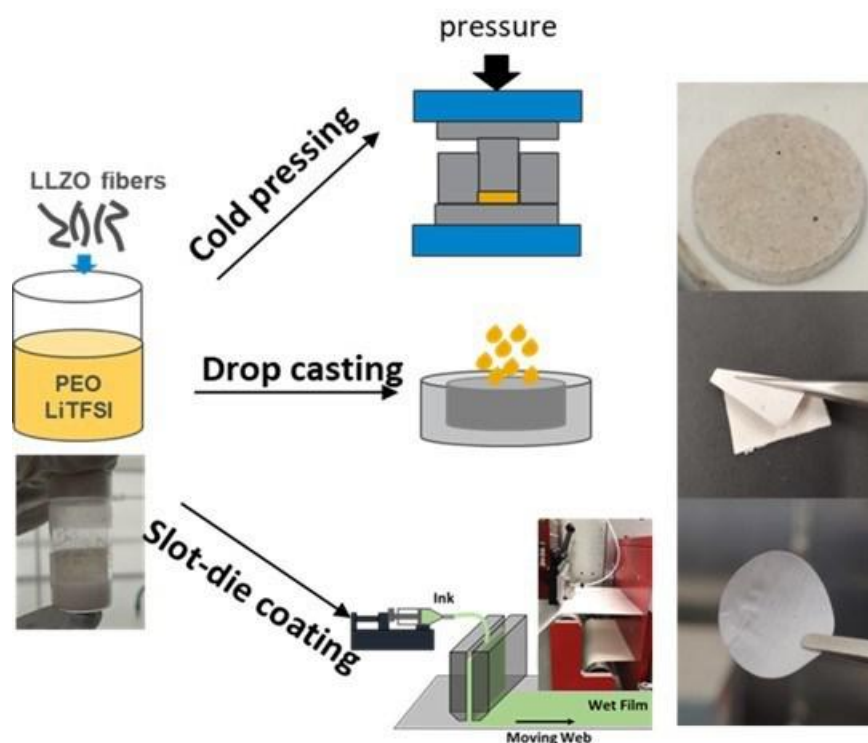 pressure
LLZO fibers
Cold pressing
PEO
LiTFSI
Drop casting
Slot-die coating
Ink
Wet Film
Moving Web